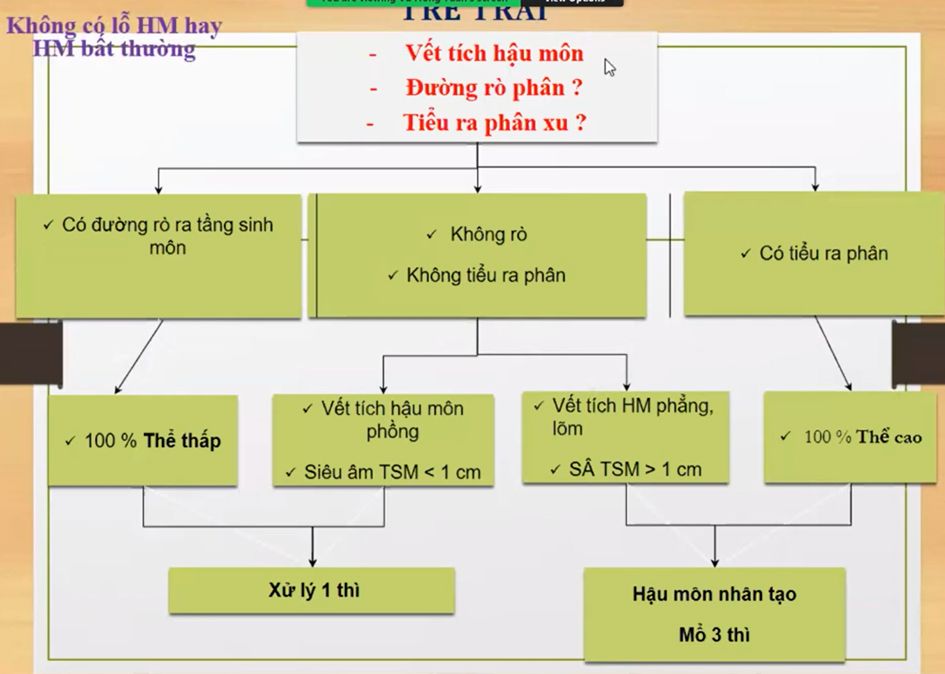 TRẺ TRAI
Không có lỗ HM hay
HM bất thường
- Vết tích hậu môn
- Đường rò phân ?
- Tiểu ra phân xu ?
✓ Có đường rò ra tầng sinh
môn
✓ Không rò
✓ Không tiểu ra phân
✓ Có tiểu ra phân
✓ 100 % Thể thấp
✓ Vết tích hậu môn
phồng
✓ Siêu âm TSM < 1 cm
✓ Vết tích HM phẳng,
lõm
✓ SÂ TSM > 1 cm
✓ 100 % Thể cao
Xử lý 1 thì
Hậu môn nhân tạo
Mổ 3 thì